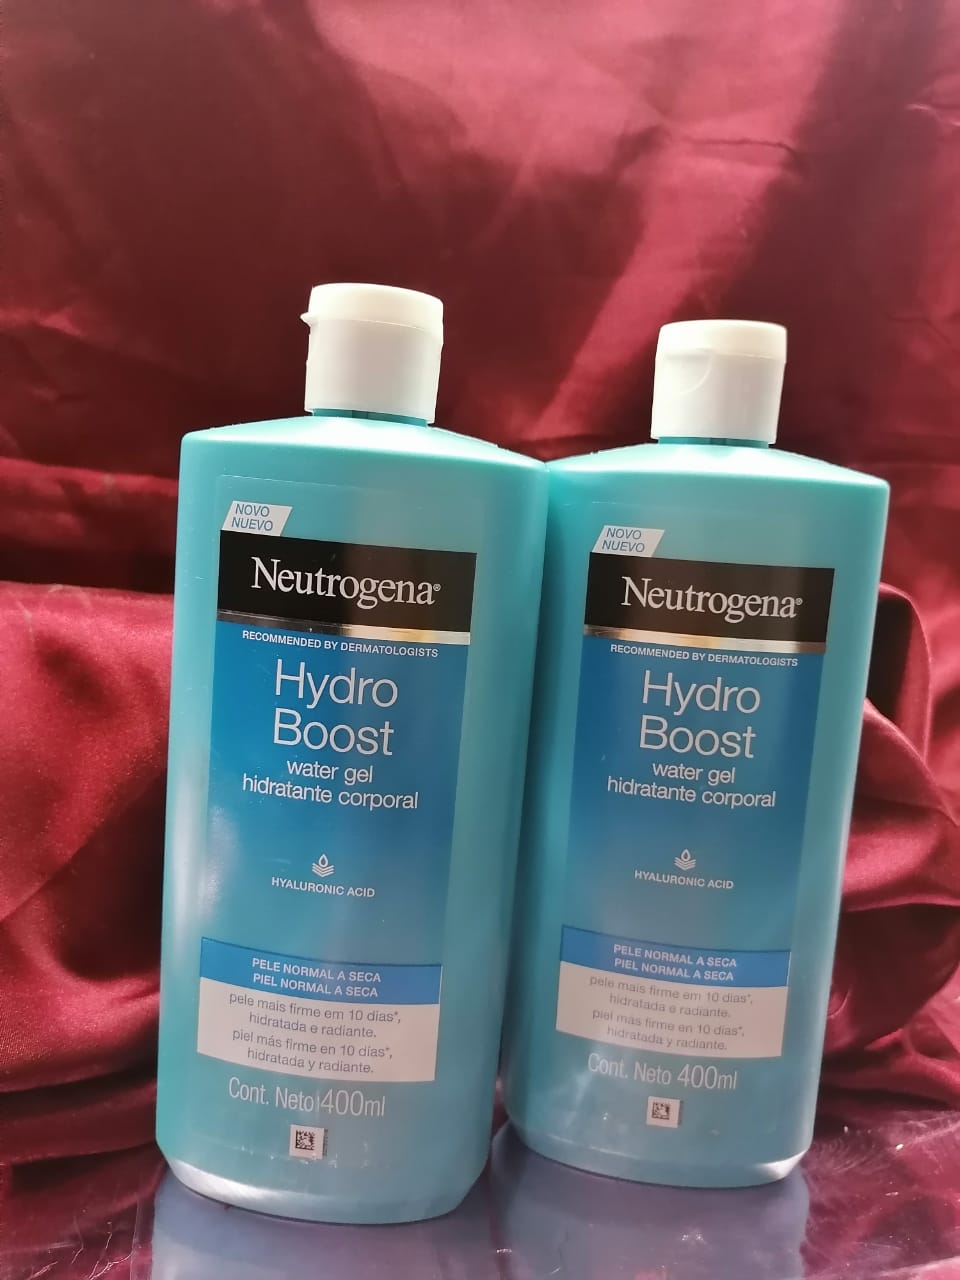 NOVO
NUEVO
Neutrogena®
RECOMMENDED BY DERMATOLOGISTS
Hydro
Boost
water gel
hidratante corporal
HYALURONIC ACID
PELE NORMAL A SECA
PIEL NORMAL A SECA
pele mais firme em 10 días*,
hidratada e radiante.
piel más firme en 10 días*,
hidratada y radiante.
Cont. Neto 400ml
NOVO
NUEVO
Neutrogena®
RECOMMENDED BY DERMATOLOGISTS
Hydro
Boost
water gel
hidratante corporal
HYALURONIC ACID
PELE NORMAL A SECA
PIEL NORMAL A SECA
pele mais firme em 10 días*,
hidratada e radiante.
piel más firme en 10 días*,
hidratada y radiante.
Cont. Neto 400ml